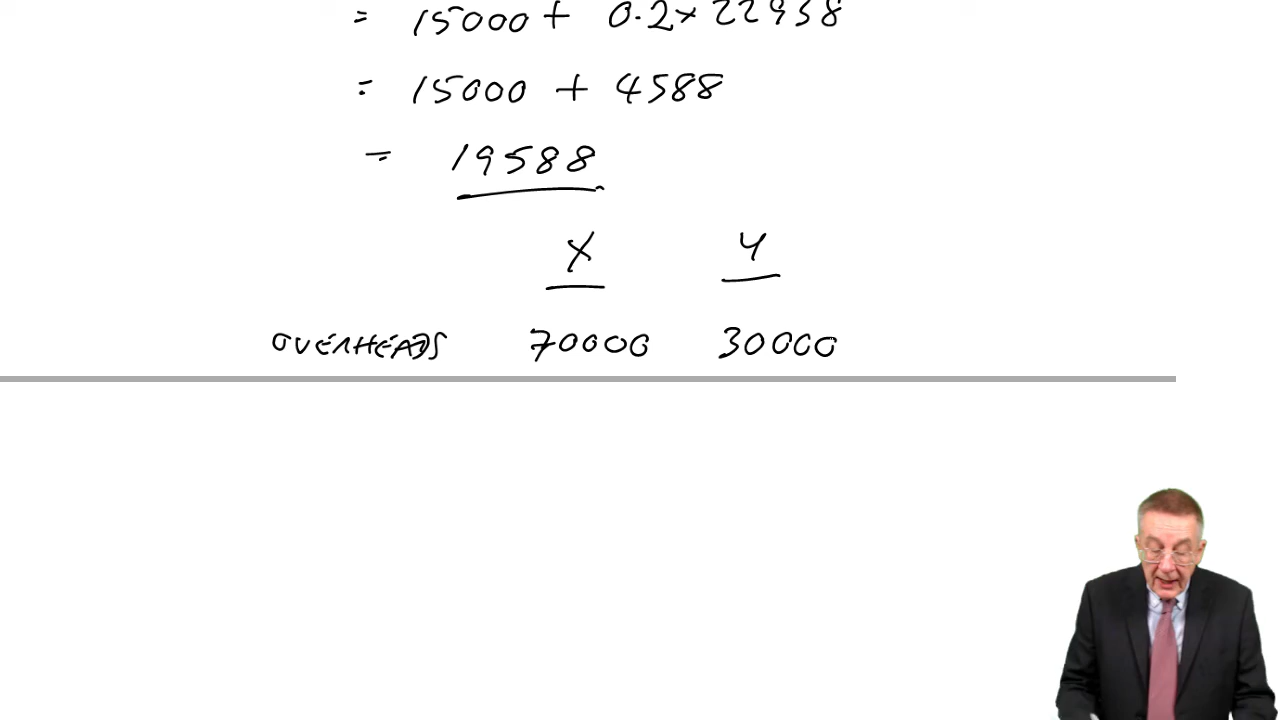 = 15000 + 0.2 × 22938
= 15000 + 4588
= 19588
X Y
OVERHEADS 70000 30000